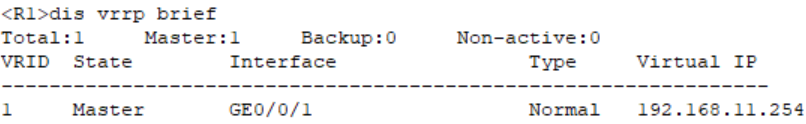 <R1>dis vrrp brief
Total:1     Master:1     Backup:0     Non-active:0
VRID  State        Interface                Type     Virtual IP
----------------------------------------------------------------
1     Master       GE0/0/1                  Normal   192.168.11.254